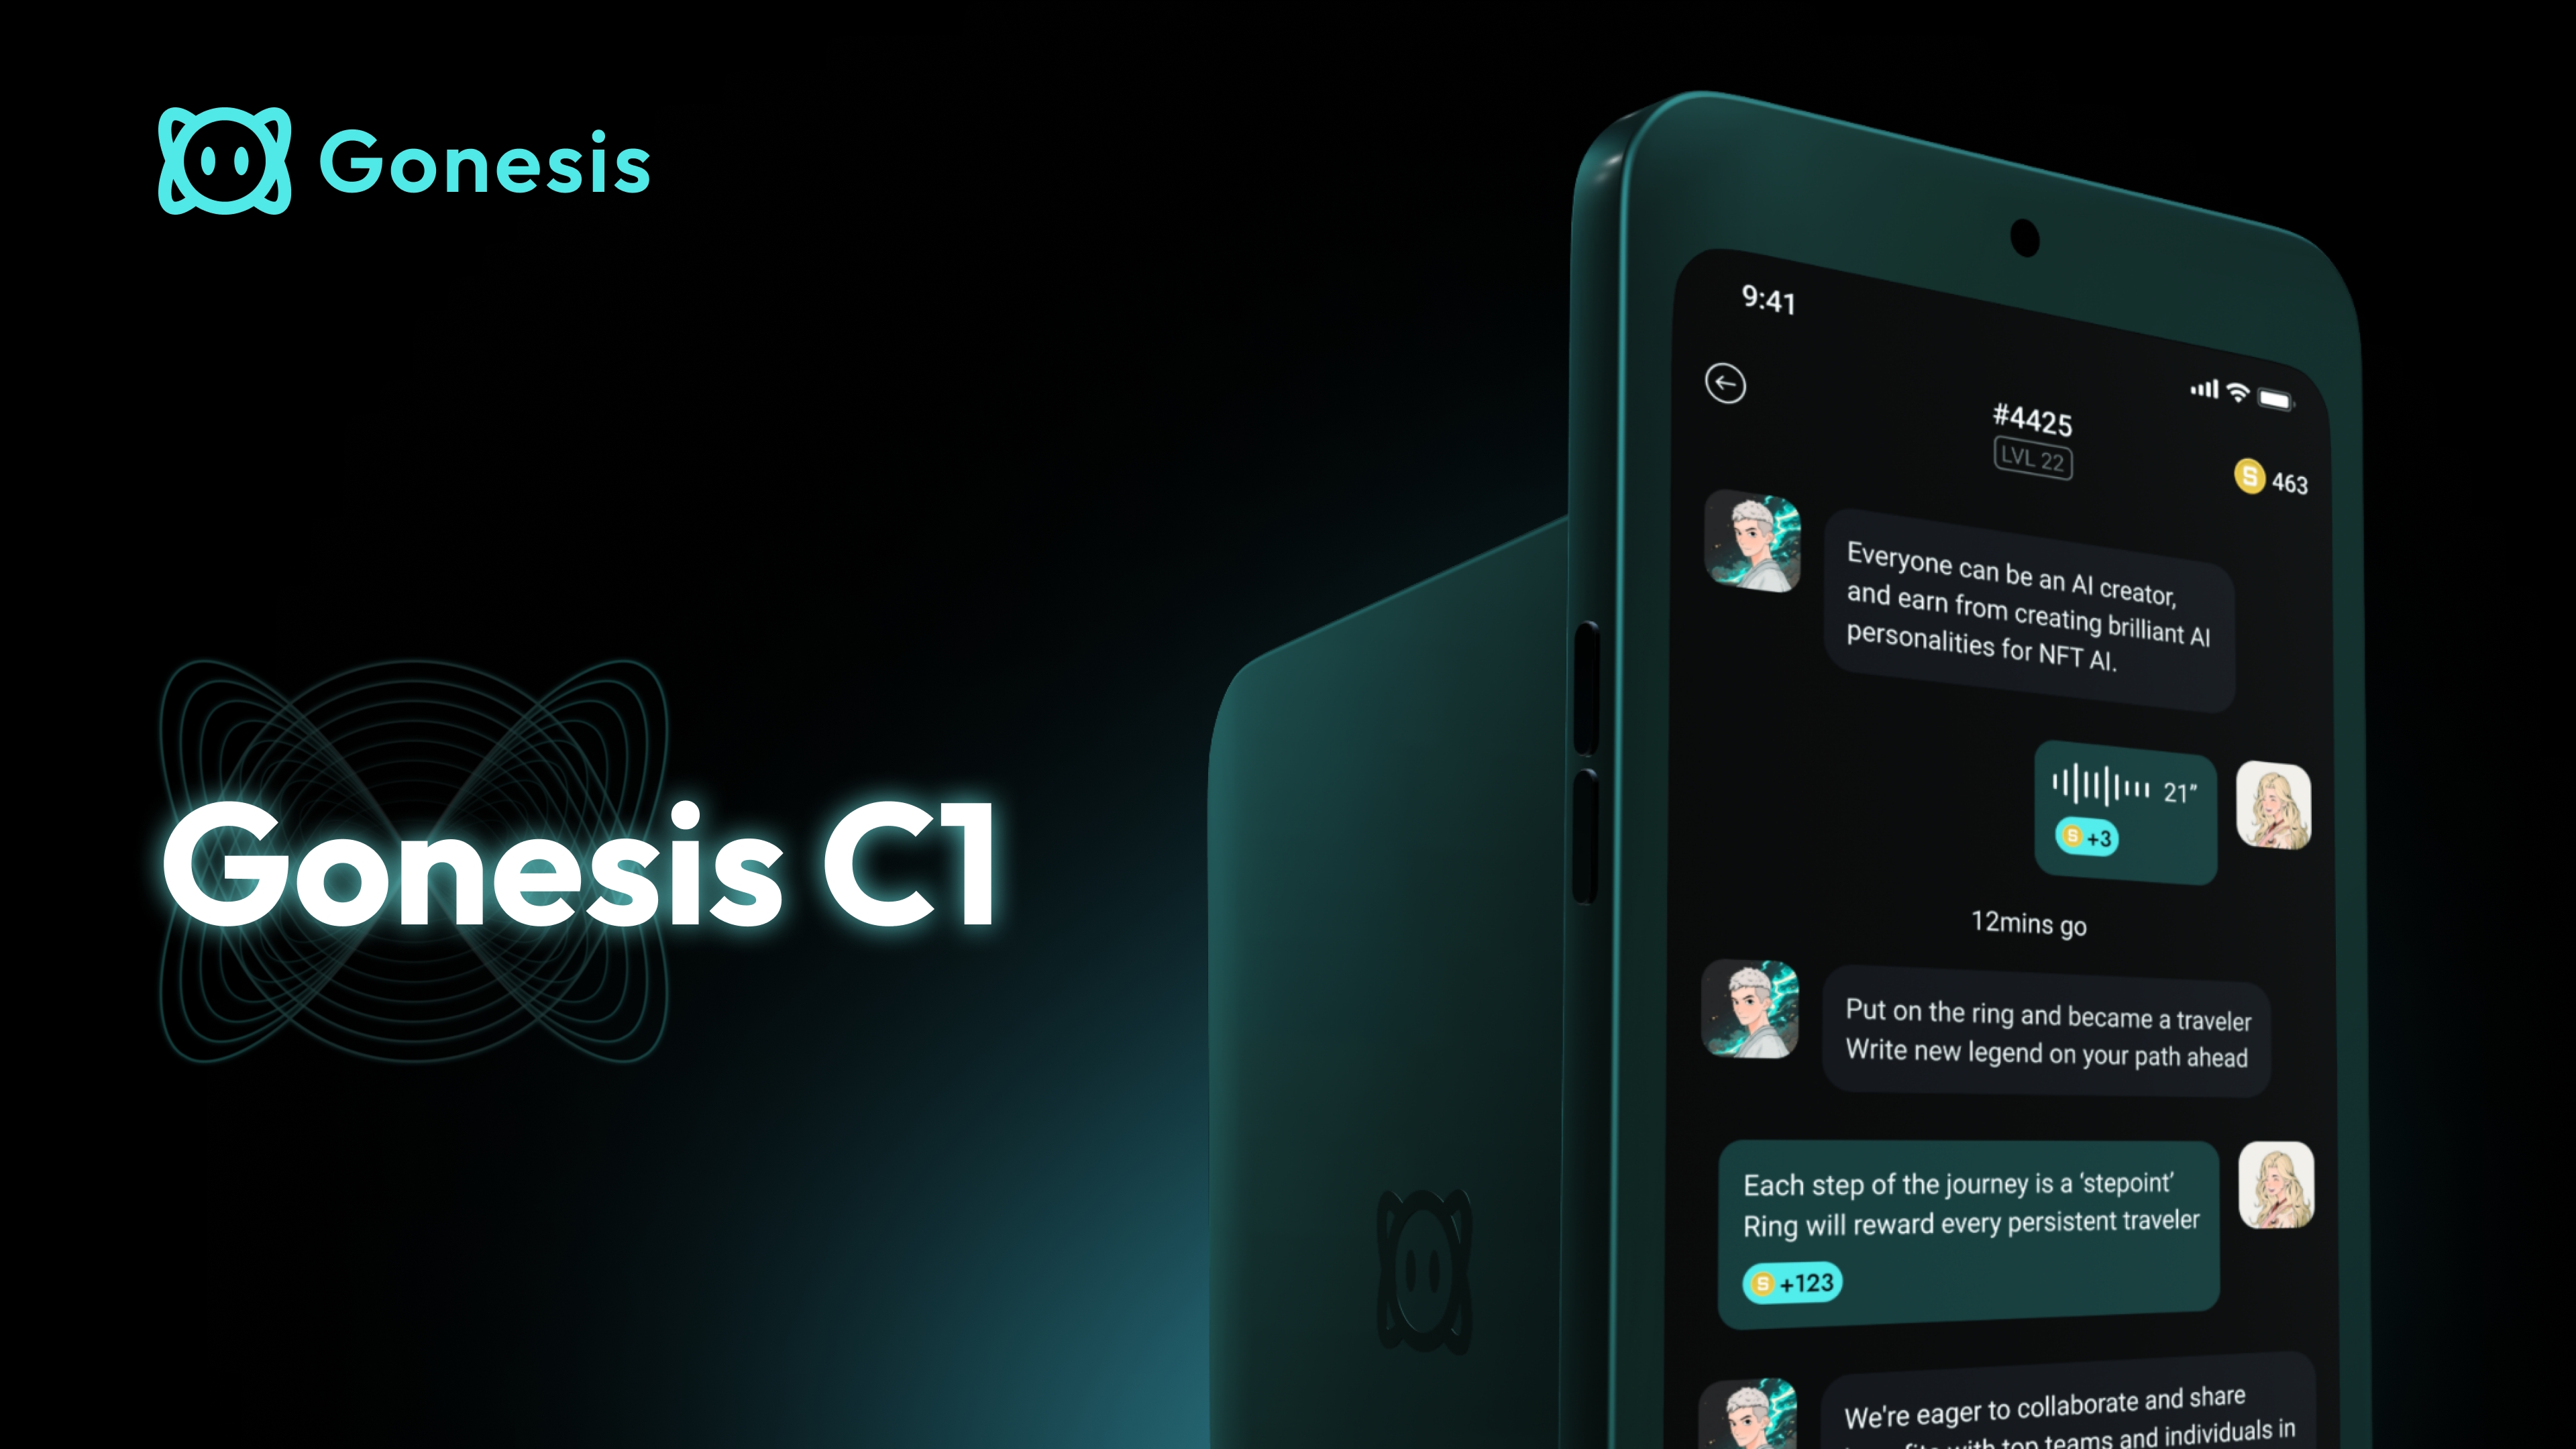 Gonesis
Gonesis C1
9:41
#4425
LVL 22
S 463
Everyone can be an AI creator,
and earn from creating brilliant AI
personalities for NFT AI.
21”
S +3
12mins go
Put on the ring and became a traveler
Write new legend on your path ahead
Each step of the journey is a ‘stepoint’
Ring will reward every persistent traveler
S +123
We're eager to collaborate and share
with top teams and individuals in